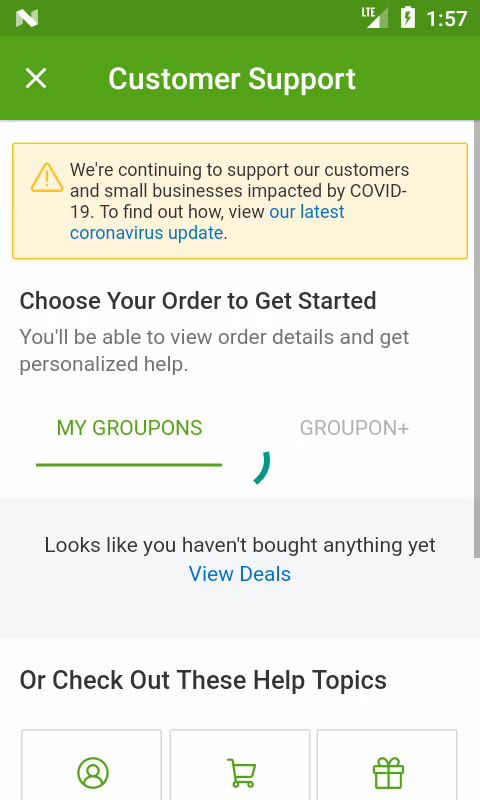 LTE 1:57
Customer Support
We're continuing to support our customers
and small businesses impacted by COVID-
19. To find out how, view our latest
coronavirus update.
Choose Your Order to Get Started
You'll be able to view order details and get
personalized help.
MY GROUPONS GROUPON+
Looks like you haven't bought anything yet
View Deals
Or Check Out These Help Topics